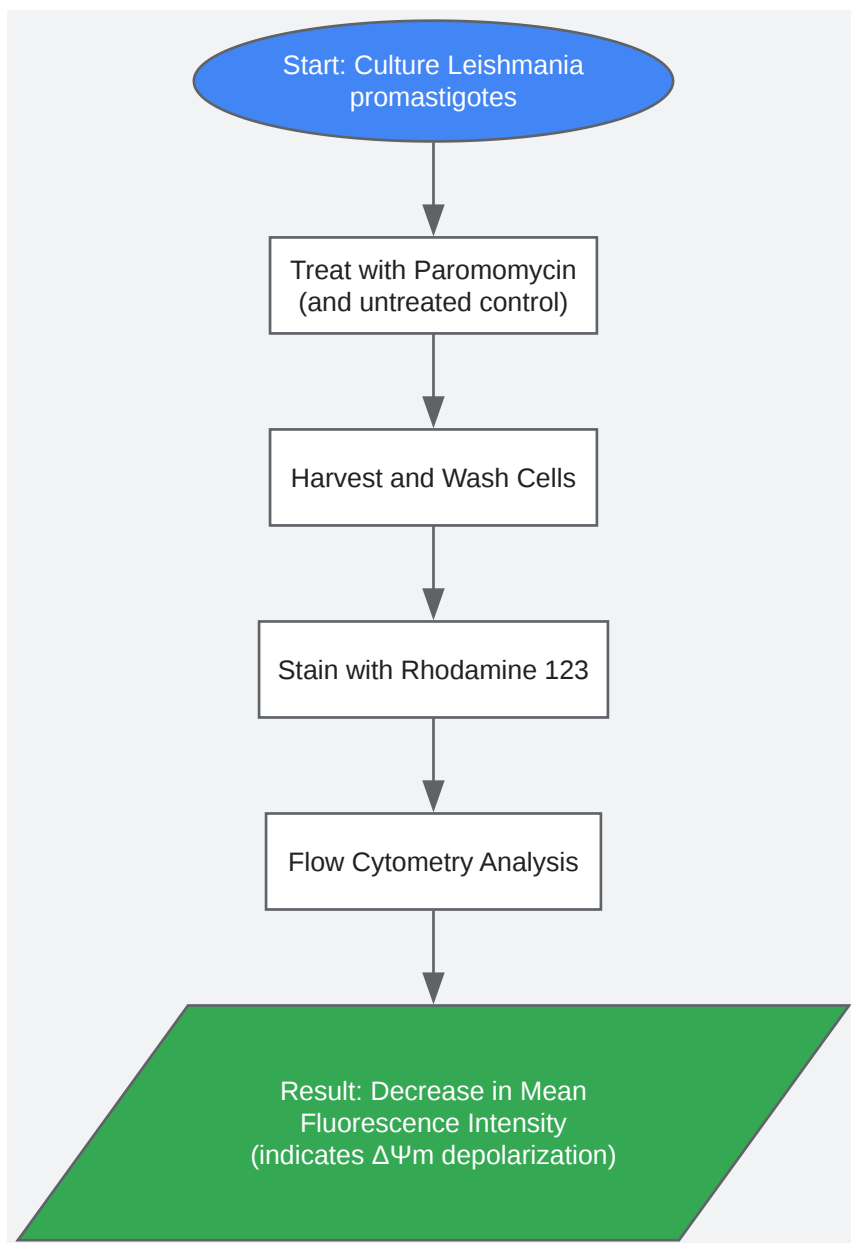 Start: Culture Leishmania
promastigotes
Treat with Paromomycin
(and untreated control)
Harvest and Wash Cells
Stain with Rhodamine 123
Flow Cytometry Analysis
Result: Decrease in Mean
Fluorescence Intensity
(indicates ΔΨm depolarization)